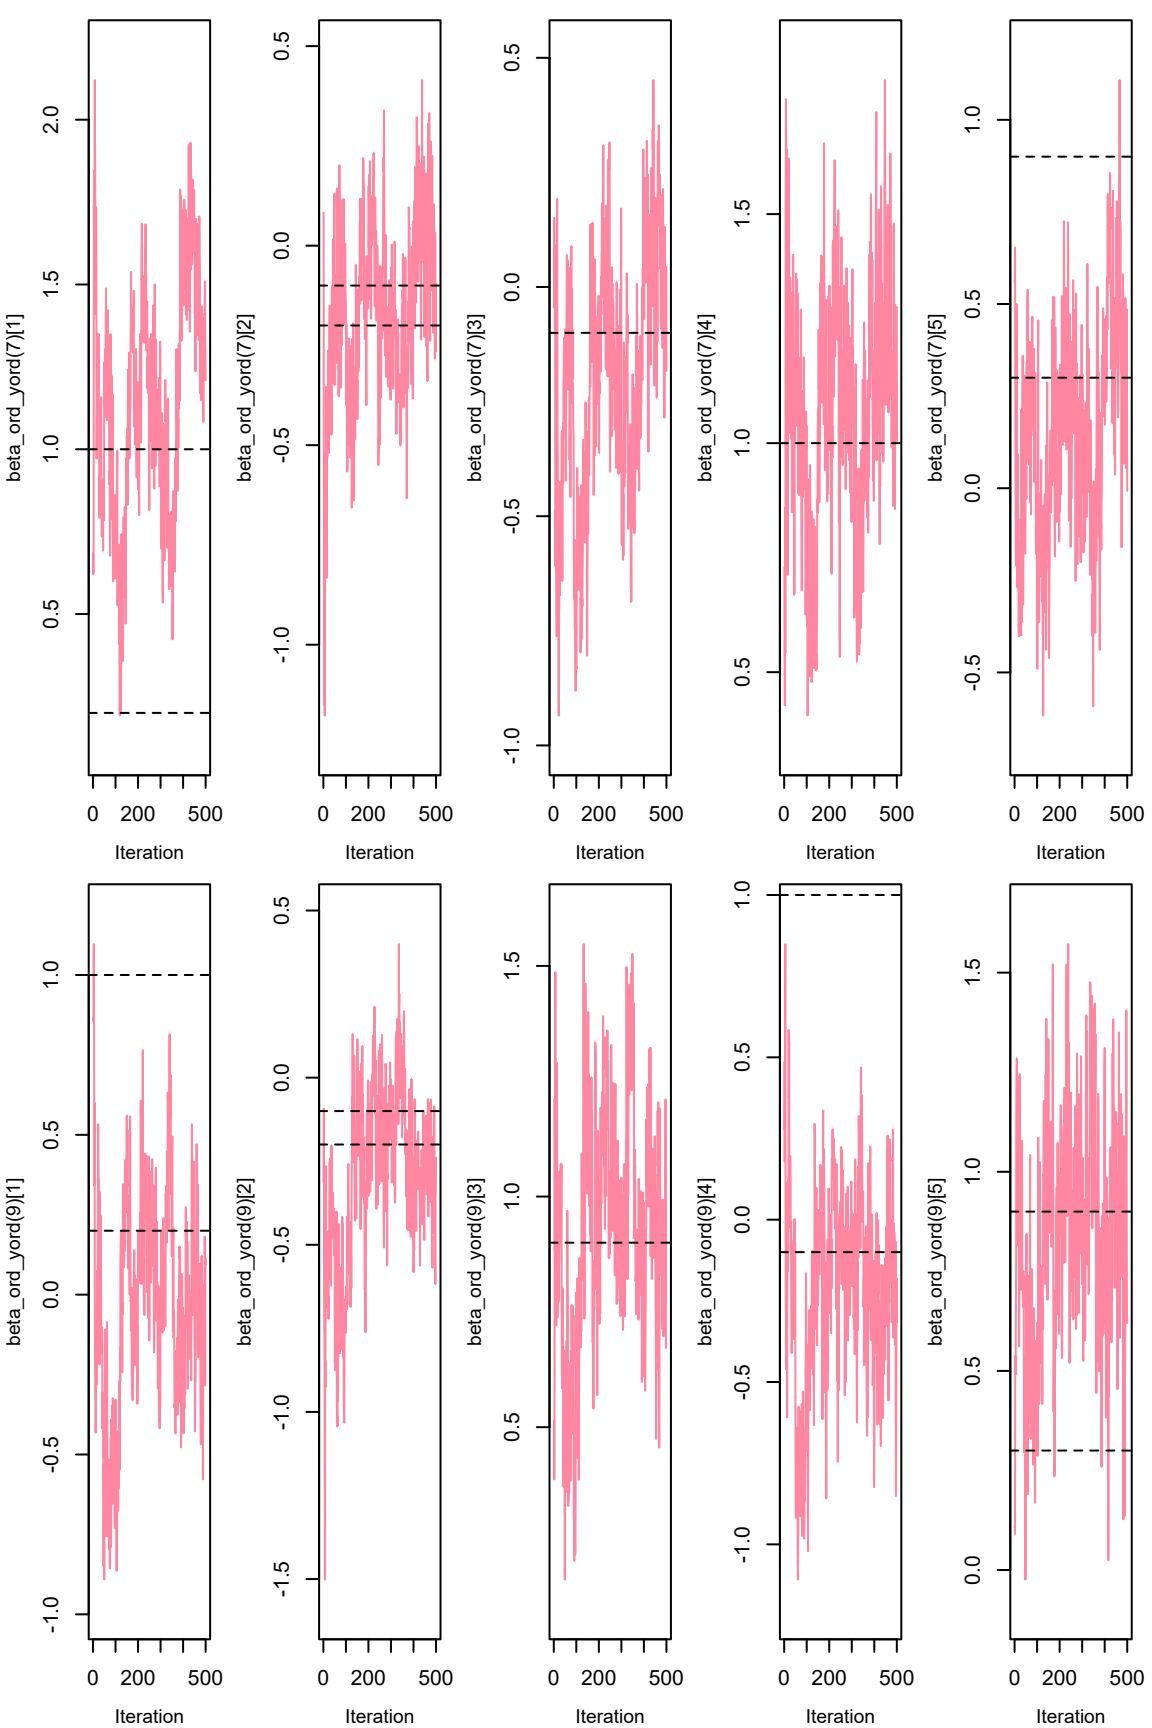 beta_ord_yord(7)[1]
0.5 1.0 1.5 2.0
0 200 500
Iteration
beta_ord_yord(7)[2]
-1.0 -0.5 0.0 0.5
0 200 500
Iteration
beta_ord_yord(7)[3]
-1.0 -0.5 0.0 0.5
0 200 500
Iteration
beta_ord_yord(7)[4]
0.5 1.0 1.5
0 200 500
Iteration
beta_ord_yord(7)[5]
-0.5 0.0 0.5 1.0
0 200 500
Iteration
beta_ord_yord(9)[1]
-1.0 -0.5 0.0 0.5 1.0
0 200 500
Iteration
beta_ord_yord(9)[2]
-1.5 -1.0 -0.5 0.0 0.5
0 200 500
Iteration
beta_ord_yord(9)[3]
0.5 1.0 1.5
0 200 500
Iteration
beta_ord_yord(9)[4]
-1.0 -0.5 0.0 0.5 1.0
0 200 500
Iteration
beta_ord_yord(9)[5]
0.0 0.5 1.0 1.5
0 200 500
Iteration